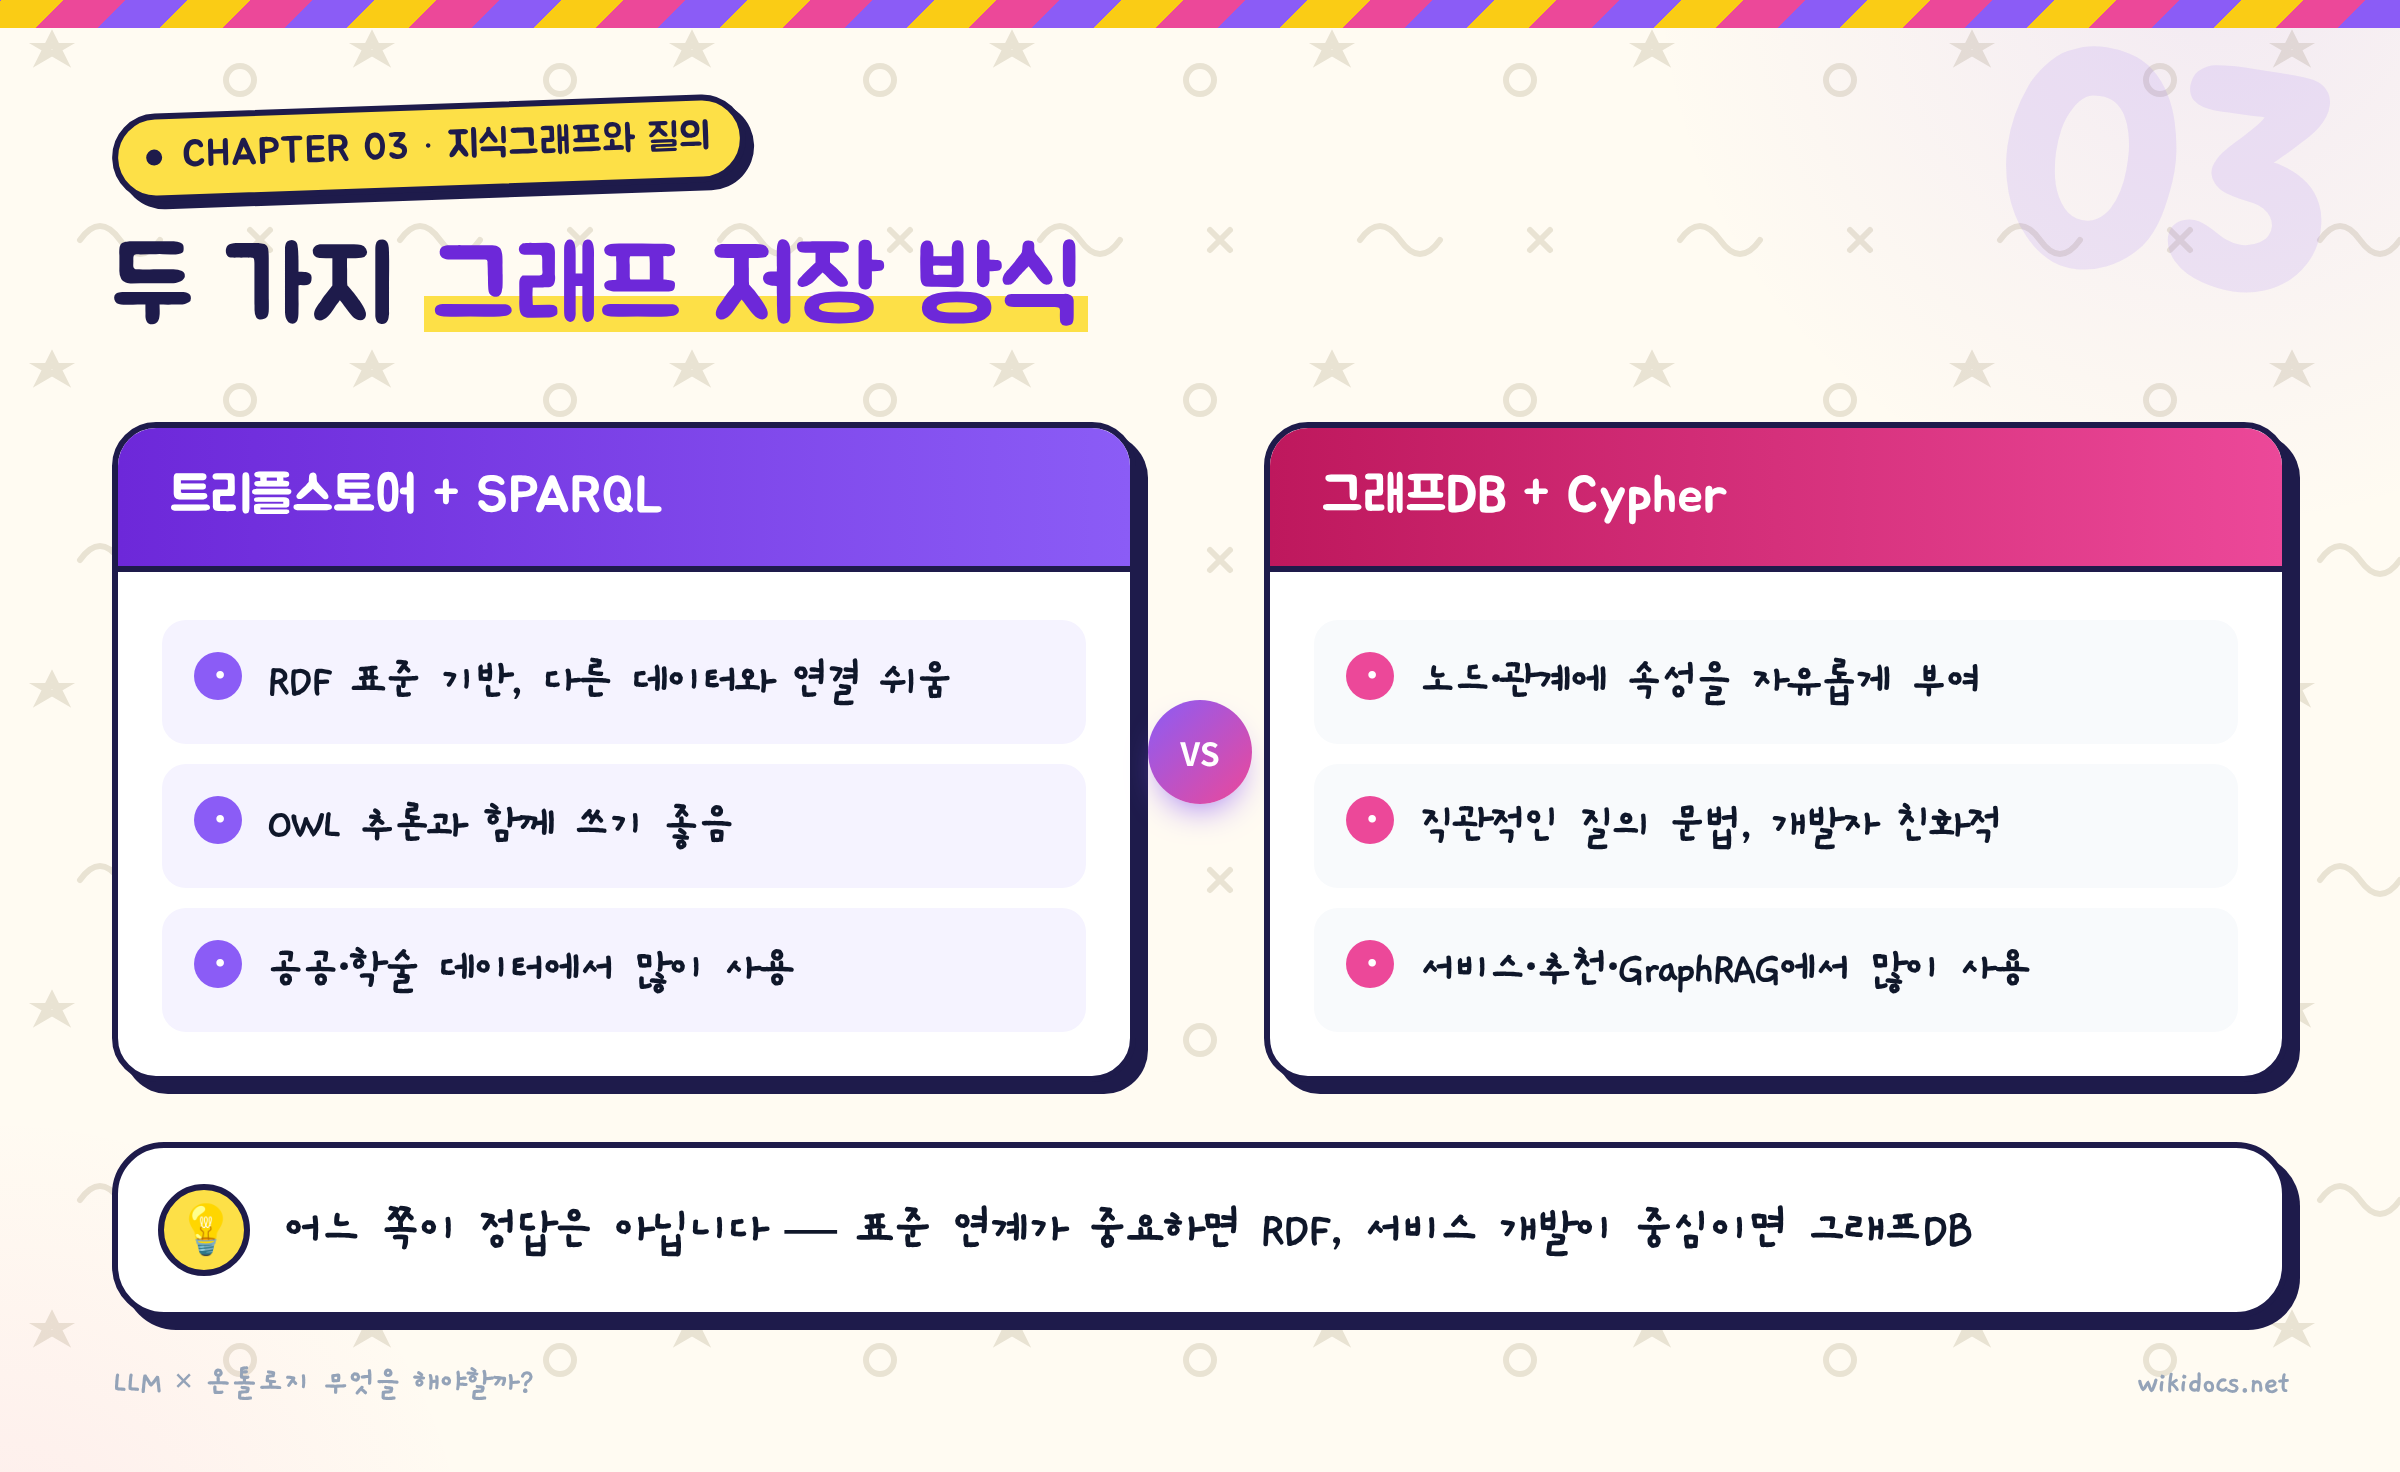 03
CHAPTER 03 · 지식그래프와 질의
두 가지 그래프 저장 방식
트리플스토어 + SPARQL
RDF 표준 기반, 다른 데이터와 연결 쉬움
OWL 추론과 함께 쓰기 좋음
공공·학술 데이터에서 많이 사용
VS
그래프DB + Cypher
노드·관계에 속성을 자유롭게 부여
직관적인 질의 문법, 개발자 친화적
서비스·추천·GraphRAG에서 많이 사용
어느 쪽이 정답은 아닙니다 — 표준 연계가 중요하면 RDF, 서비스 개발이 중심이면 그래프DB
LLM × 온톨로지 무엇을 해야할까?
wikidocs.net